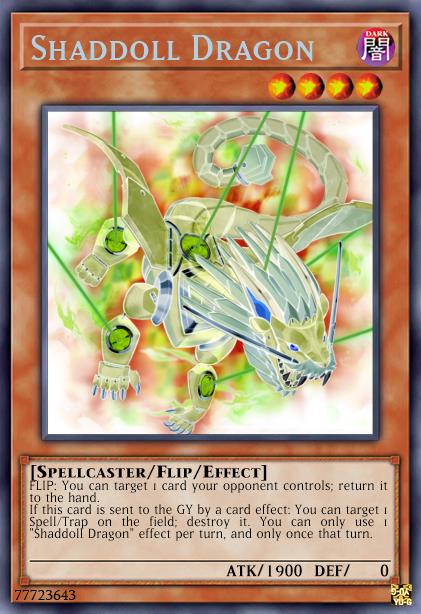 Shaddoll Dragon
DARK
闇
[Spellcaster/Flip/Effect]
FLIP: You can target 1 card your opponent controls; return it
to the hand.
If this card is sent to the GY by a card effect: You can target 1
Spell/Trap on the field; destroy it. You can only use 1
"Shaddoll Dragon" effect per turn, and only once that turn.
ATK/1900 DEF/ 0
77723643